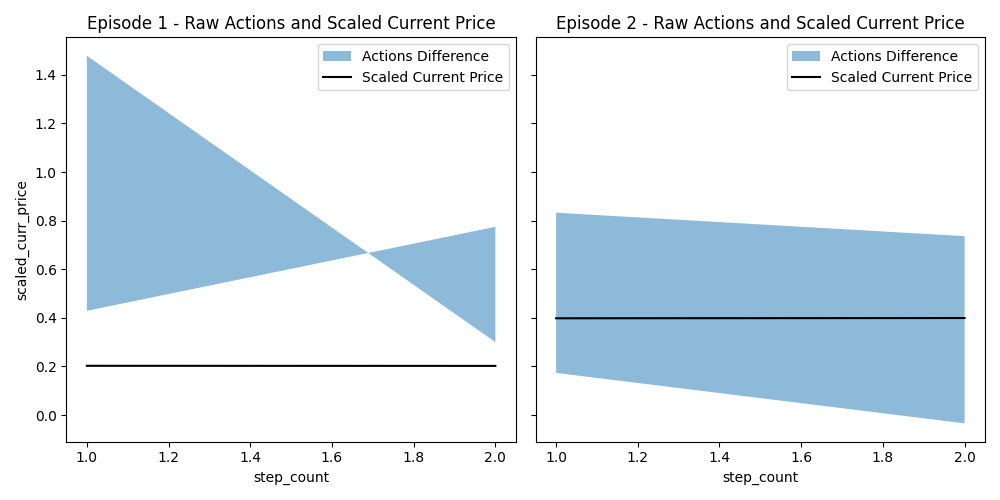 Episode 1 - Raw Actions and Scaled Current Price
Actions Difference
Scaled Current Price
scaled_curr_price
1.4
1.2
1.0
0.8
0.6
0.4
0.2
0.0
1.0 1.2 1.4 1.6 1.8 2.0
step_count
Episode 2 - Raw Actions and Scaled Current Price
Actions Difference
Scaled Current Price
1.0 1.2 1.4 1.6 1.8 2.0
step_count